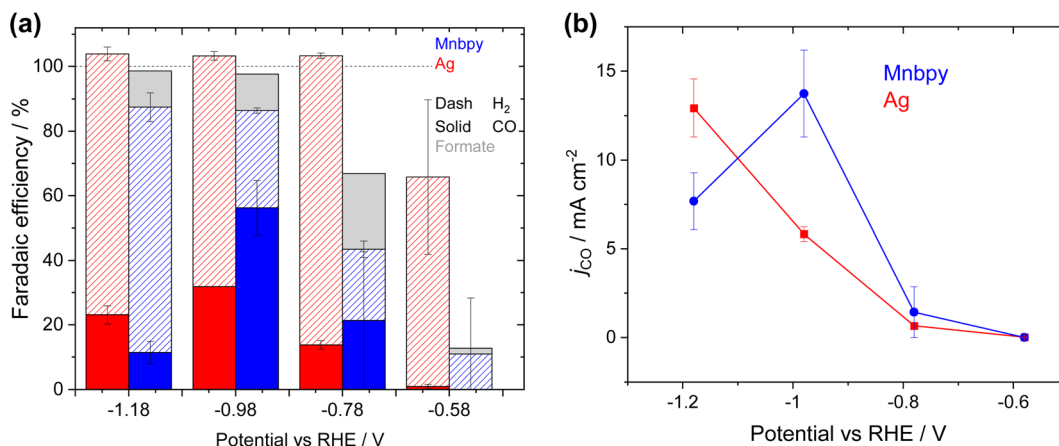 (a)
Faradaic efficiency / %
100
80
60
40
20
0
Mnbpy
Ag
Dash H₂
Solid CO
Formate
-1.18 -0.98 -0.78 -0.58
Potential vs RHE / V
(b)
jCO / mA cm⁻²
15
10
5
0
Mnbpy
Ag
-1.2 -1 -0.8 -0.6
Potential vs RHE / V